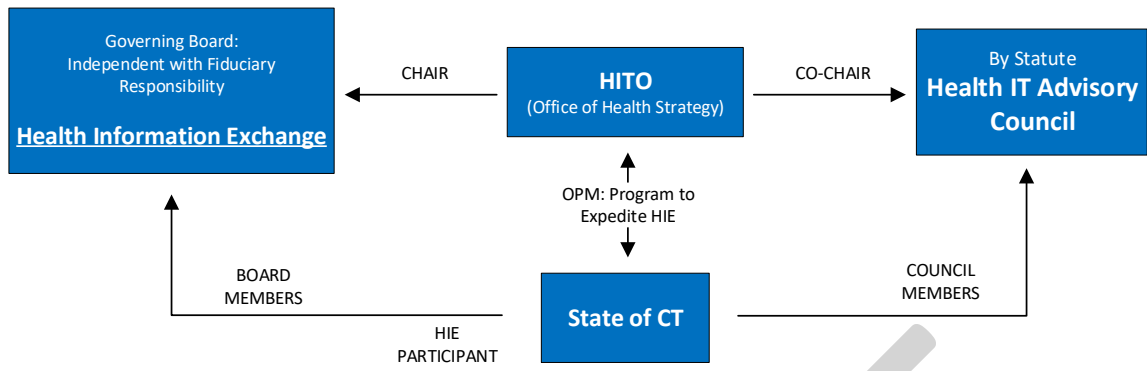 Governing Board:
Independent with Fiduciary
Responsibility
Health Information Exchange
CHAIR
HITO
(Office of Health Strategy)
CO-CHAIR
By Statute
Health IT Advisory
Council
OPM: Program to
Expedite HIE
BOARD
MEMBERS
HIE
PARTICIPANT
State of CT
COUNCIL
MEMBERS